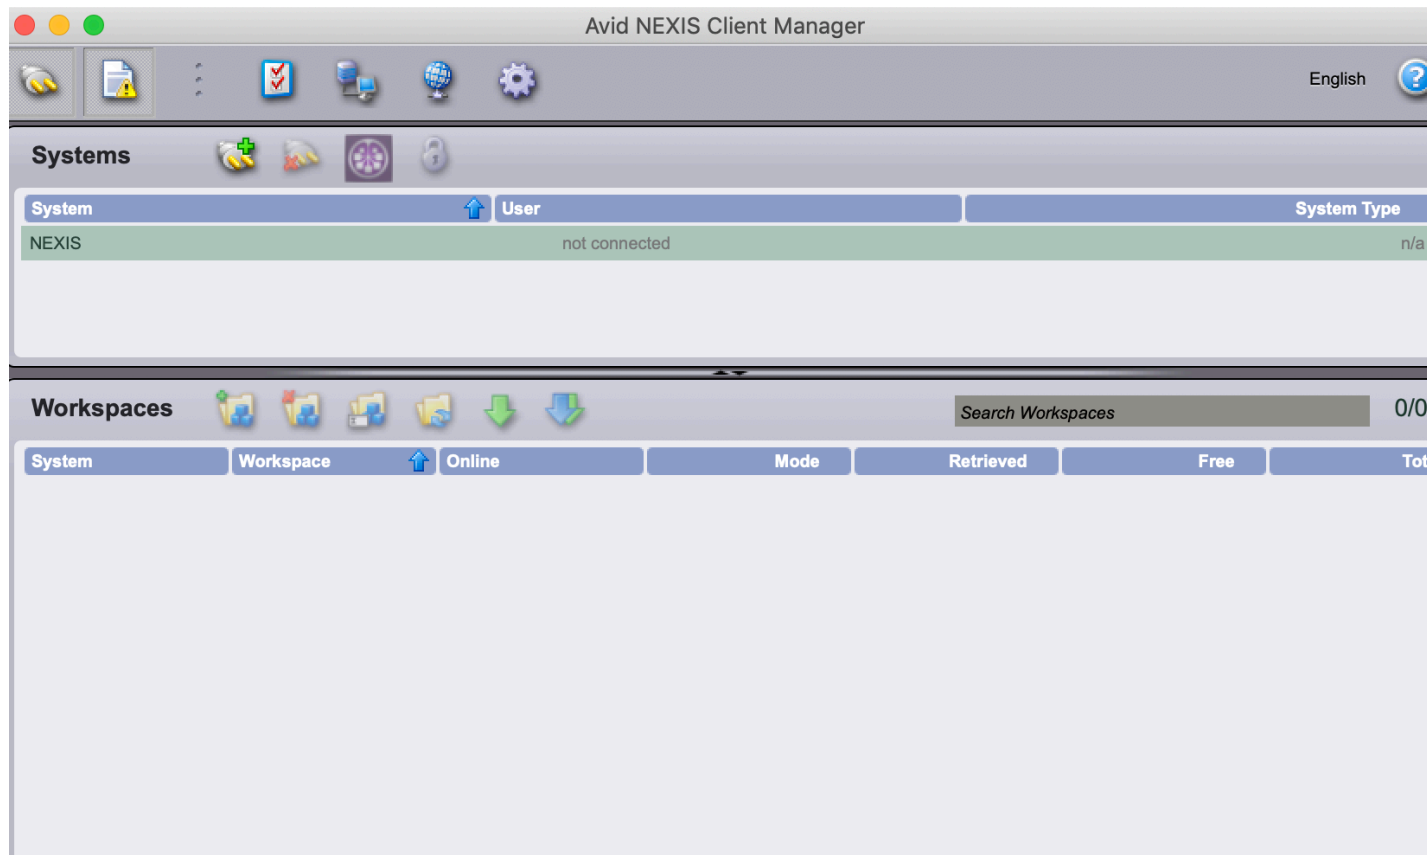 Avid NEXIS Client Manager
English
Systems
System User System Type
NEXIS not connected n/a
Workspaces Search Workspaces 0/0
System Workspace Online Mode Retrieved Free Tot